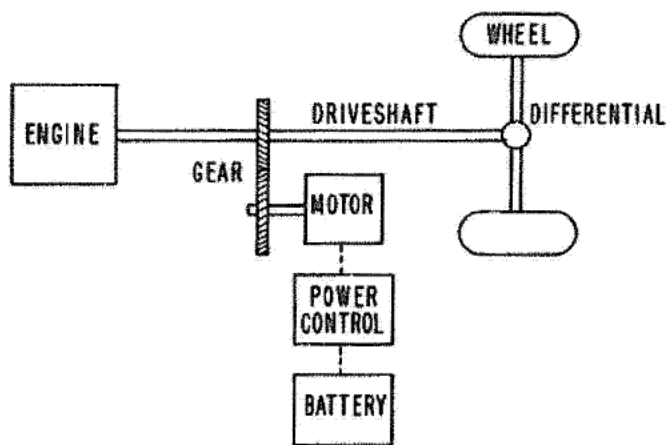 WHEEL
ENGINE
DRIVESHAFT
DIFFERENTIAL
GEAR
MOTOR
POWER
CONTROL
BATTERY